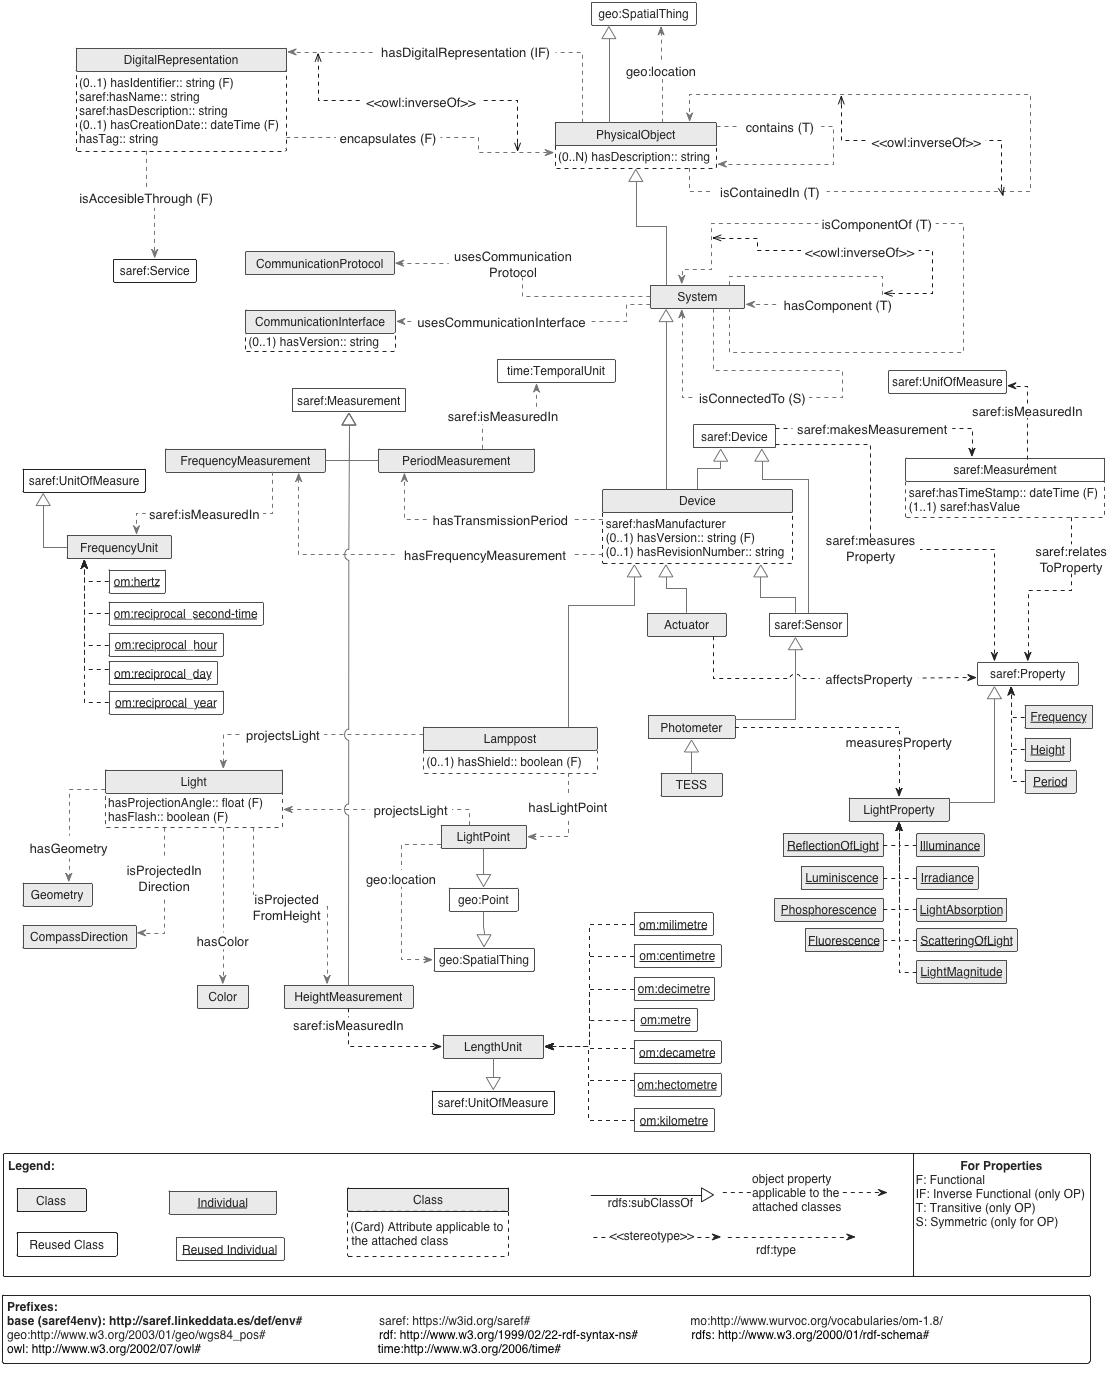 geo:SpatialThing
DigitalRepresentation
(0..1) hasIdentifier:: string (F)
saref:hasName:: string
saref:hasDescription:: string
(0..1) hasCreationDate:: dateTime (F)
hasTag:: string
hasDigitalRepresentation (IF)
geo:location
<<owl:inverseOf>>
encapsulates (F)
PhysicalObject
(0..N) hasDescription:: string
contains (T)
<<owl:inverseOf>>
isContainedIn (T)
isAccesibleThrough (F)
saref:Service
isComponentOf (T)
<<owl:inverseOf>>
CommunicationProtocol
usesCommunication
Protocol
System
hasComponent (T)
CommunicationInterface
(0..1) hasVersion:: string
usesCommunicationInterface
time:TemporalUnit
saref:UnifOfMeasure
saref:Measurement
isConnectedTo (S)
saref:isMeasuredIn
saref:isMeasuredIn
saref:Device
saref:makesMeasurement
FrequencyMeasurement
PeriodMeasurement
saref:Measurement
saref:hasTimeStamp:: dateTime (F)
(1..1) saref:hasValue
saref:UnitOfMeasure
Device
saref:hasManufacturer
(0..1) hasVersion:: string (F)
(0..1) hasRevisionNumber:: string
saref:isMeasuredIn
hasTransmissionPeriod
FrequencyUnit
hasFrequencyMeasurement
saref:measures
Property
saref:relates
ToProperty
om:hertz
om:reciprocal_second-time
om:reciprocal_hour
om:reciprocal_day
om:reciprocal_year
Actuator
saref:Sensor
affectsProperty
saref:Property
Frequency
Height
Period
projectsLight
Lamppost
(0..1) hasShield:: boolean (F)
Photometer
measuresProperty
TESS
Light
hasProjectionAngle:: float (F)
hasFlash:: boolean (F)
projectsLight
hasLightPoint
LightPoint
LightProperty
hasGeometry
isProjectedIn
Direction
geo:location
ReflectionOfLight
Illuminance
Luminiscence
Irradiance
Phosphorescence
LightAbsorption
Fluorescence
ScatteringOfLight
LightMagnitude
Geometry
isProjected
FromHeight
geo:Point
CompassDirection
hasColor
geo:SpatialThing
Color
HeightMeasurement
saref:isMeasuredIn
LengthUnit
saref:UnitOfMeasure
om:milimetre
om:centimetre
om:decimetre
om:metre
om:decametre
om:hectometre
om:kilometre
Legend:
Class
Reused Class
Individual
Reused Individual
Class
(Card) Attribute applicable to
the attached class
rdfs:subClassOf
object property
applicable to the
attached classes
<<stereotype>>
rdf:type
For Properties
F: Functional
IF: Inverse Functional (only OP)
T: Transitive (only OP)
S: Symmetric (only for OP)
Prefixes:
base (saref4env): http://saref.linkeddata.es/def/env#
saref: https://w3id.org/saref#
mo:http://www.wurvoc.org/vocabularies/om-1.8/
geo:http://www.w3.org/2003/01/geo/wgs84_pos#
rdf: http://www.w3.org/1999/02/22-rdf-syntax-ns#
rdfs: http://www.w3.org/2000/01/rdf-schema#
owl: http://www.w3.org/2002/07/owl#
time:http://www.w3.org/2006/time#